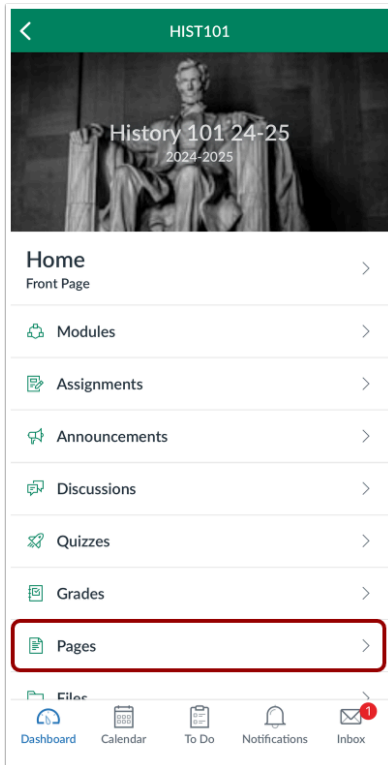 HIST101
History 101 24-25
2024-2025
Home
Front Page
Modules
Assignments
Announcements
Discussions
Quizzes
Grades
Pages
Files
1
Dashboard Calendar To Do Notifications Inbox